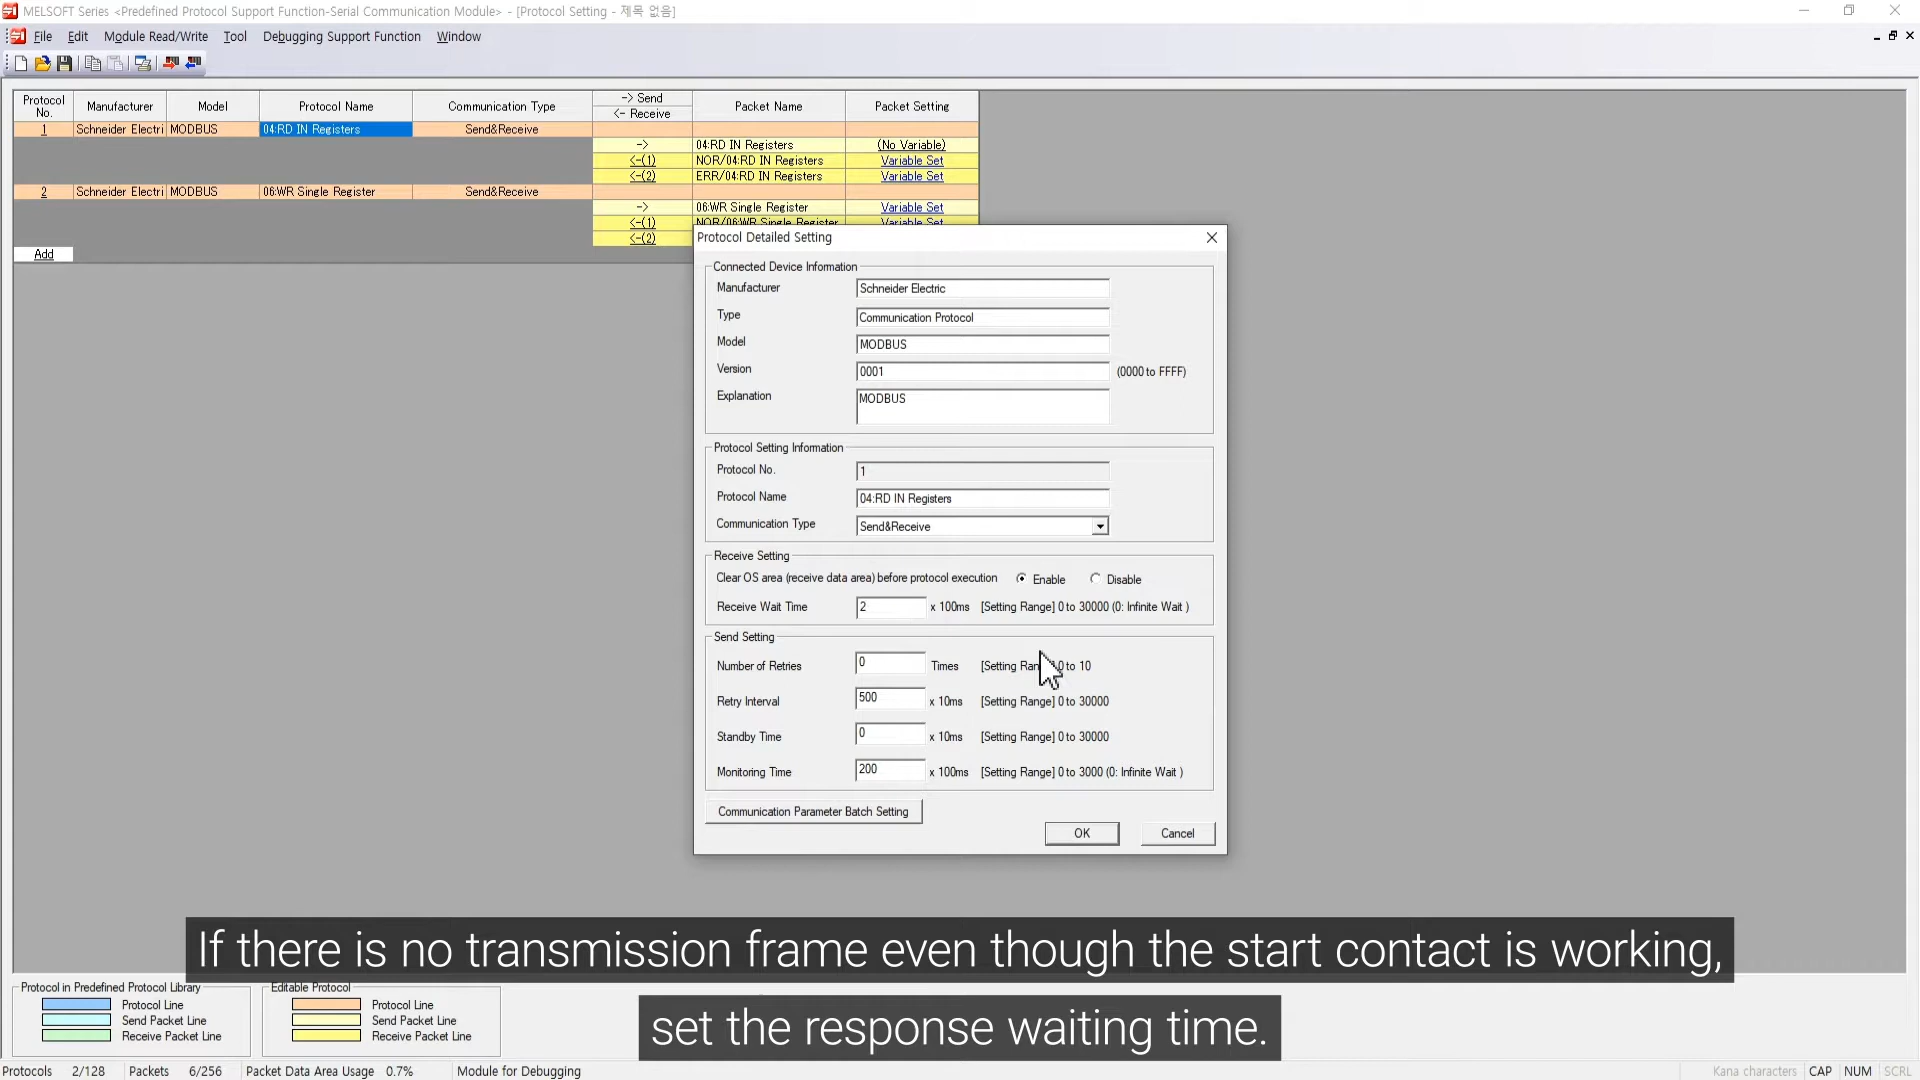 MELSOFT Series <Predefined Protocol Support Function-Serial Communication Module> - [Protocol Setting - 제목 없음]
File Edit Module Read/Write Tool Debugging Support Function Window
Protocol No. Manufacturer Model Protocol Name Communication Type -> Send <- Receive Packet Name Packet Setting
1 Schneider Electri MODBUS 04:RD IN Registers Send&Receive
-> 04:RD IN Registers (No Variable)
<-(1) NOR/04:RD IN Registers Variable Set
<-(2) ERR/04:RD IN Registers Variable Set
2 Schneider Electri MODBUS 06:WR Single Register Send&Receive
-> 06:WR Single Register Variable Set
<-(1) NOR/06:WR Single Register Variable Set
<-(2)
Add
Protocol Detailed Setting
Connected Device Information
Manufacturer Schneider Electric
Type Communication Protocol
Model MODBUS
Version 0001 (0000 to FFFF)
Explanation MODBUS
Protocol Setting Information
Protocol No. 1
Protocol Name 04:RD IN Registers
Communication Type Send&Receive
Receive Setting
Clear OS area (receive data area) before protocol execution Enable Disable
Receive Wait Time 2 x 100ms [Setting Range] 0 to 30000 (0: Infinite Wait )
Send Setting
Number of Retries 0 Times [Setting Ran 0 to 10
Retry Interval 500 x 10ms [Setting Range] 0 to 30000
Standby Time 0 x 10ms [Setting Range] 0 to 30000
Monitoring Time 200 x 100ms [Setting Range] 0 to 3000 (0: Infinite Wait )
Communication Parameter Batch Setting
OK Cancel
If there is no transmission frame even though the start contact is working,
set the response waiting time.
Protocol in Predefined Protocol Library Editable Protocol
Protocol Line Protocol Line
Send Packet Line Send Packet Line
Receive Packet Line Receive Packet Line
Protocols 2/128 Packets 6/256 Packet Data Area Usage 0.7% Module for Debugging Kana characters CAP NUM SCRL